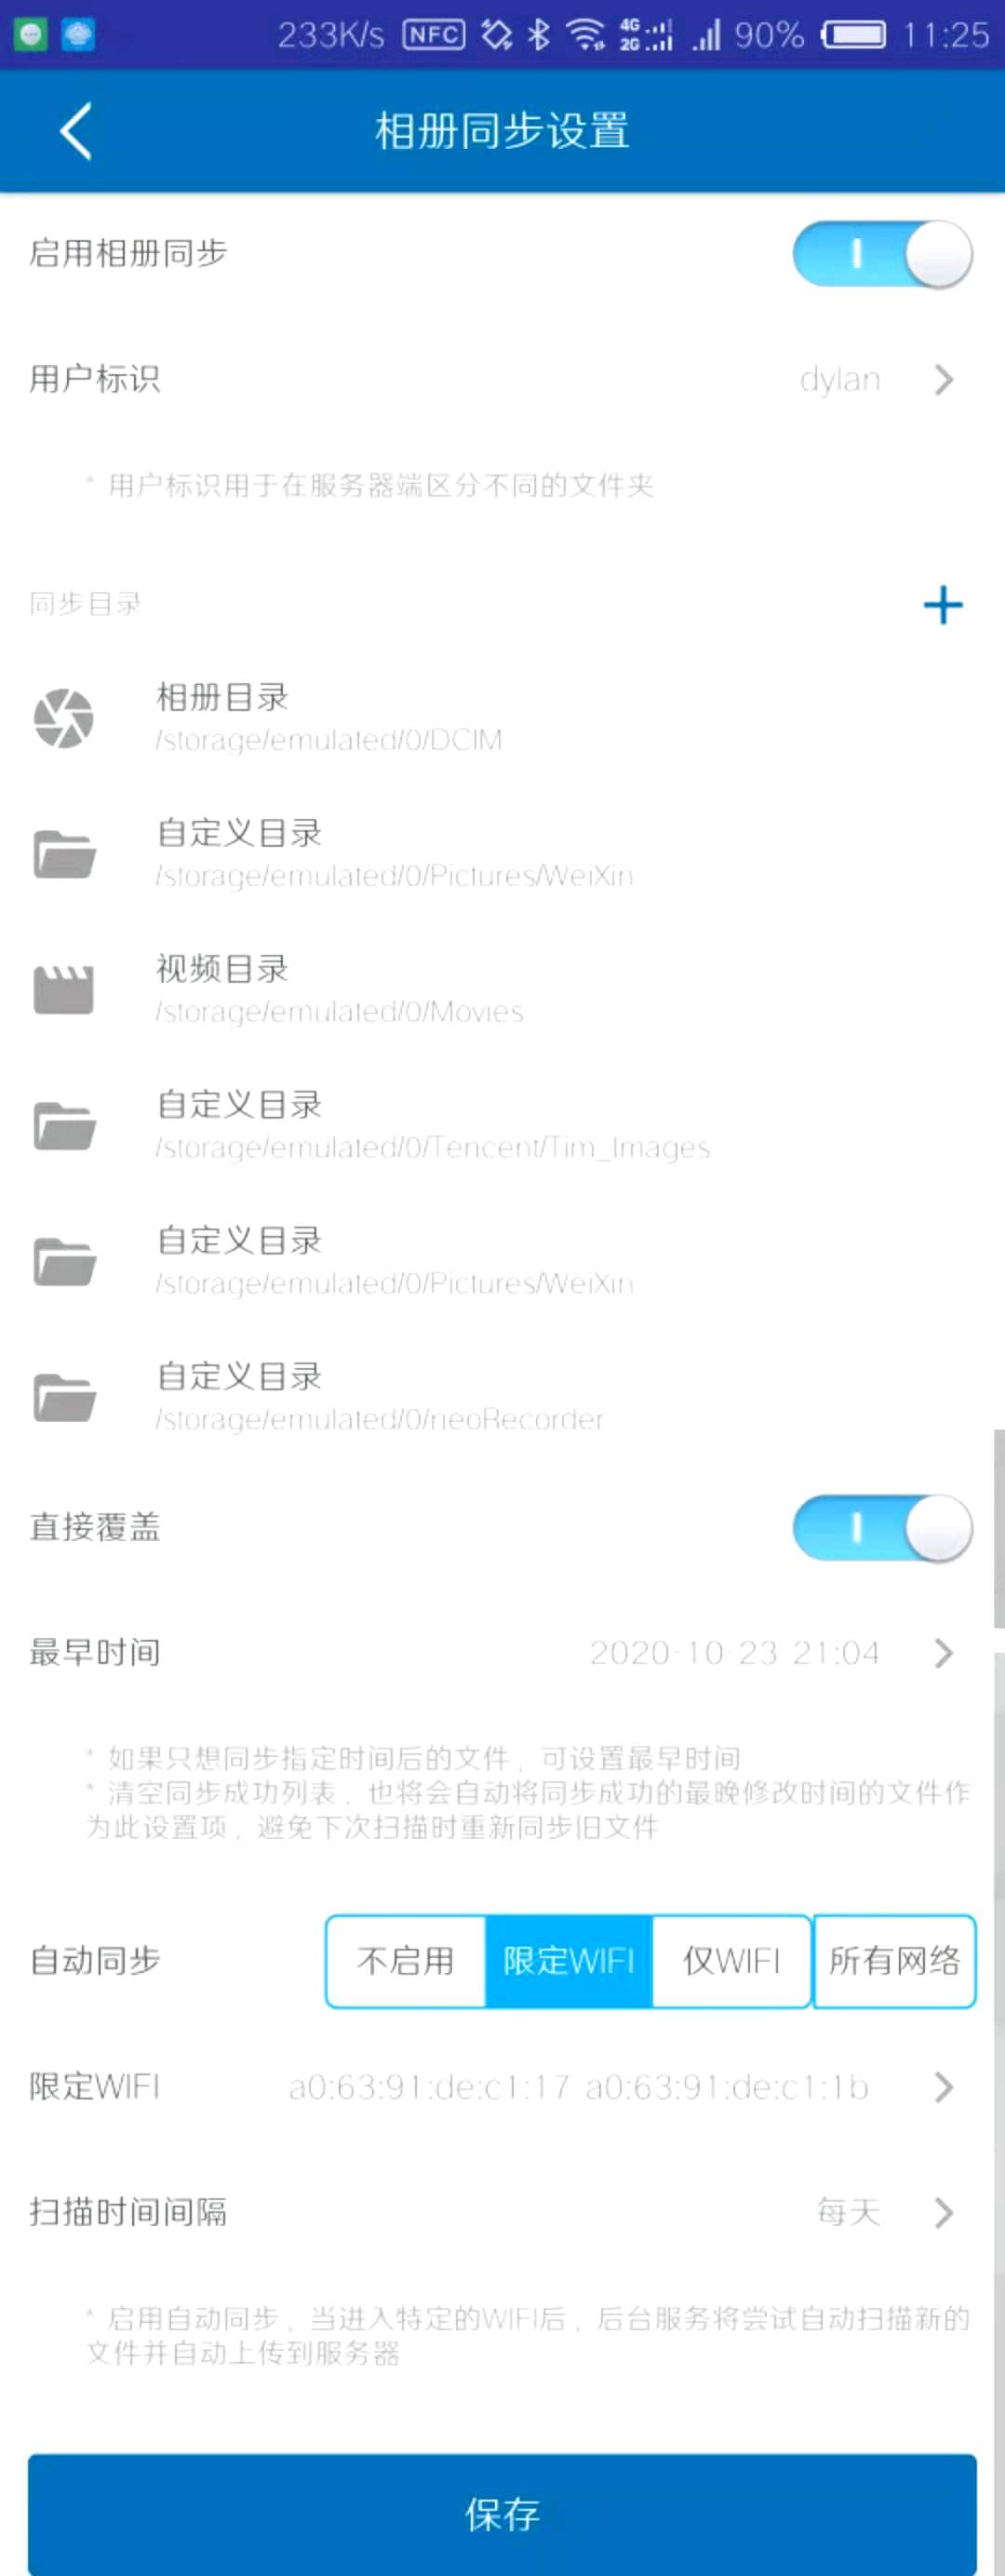 233K/s NFC 4G 2G 90% 11:25
相册同步设置
启用相册同步
用户标识 dylan
* 用户标识用于在服务器端区分不同的文件夹
同步目录
相册目录
/storage/emulated/0/DCIM
自定义目录
/storage/emulated/0/Pictures/WeiXin
视频目录
/storage/emulated/0/Movies
自定义目录
/storage/emulated/0/Tencent/Tim_Images
自定义目录
/storage/emulated/0/Pictures/WeiXin
自定义目录
/storage/emulated/0/neoRecorder
直接覆盖
最早时间 2020-10-23 21:04
* 如果只想同步指定时间后的文件，可设置最早时间
* 清空同步成功列表，也将会自动将同步成功的最晚修改时间的文件作
为此设置项，避免下次扫描时重新同步旧文件
自动同步 不启用 限定WIFI 仅WIFI 所有网络
限定WIFI a0:63:91:de:c1:17 a0:63:91:de:c1:1b
扫描时间间隔 每天
* 启用自动同步，当进入特定的WIFI后，后台服务将尝试自动扫描新的
文件并自动上传到服务器
保存